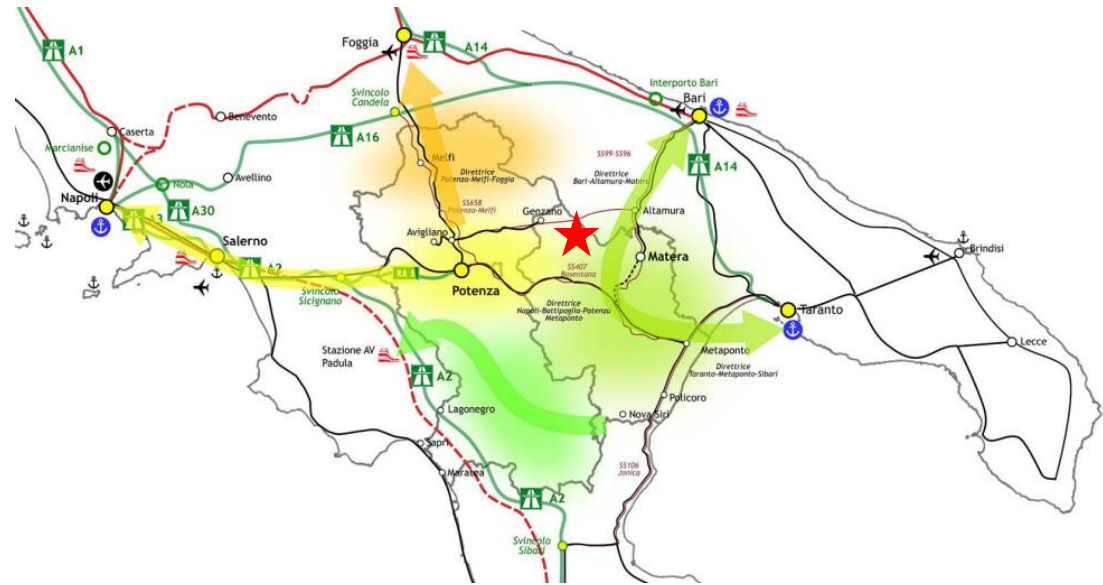 A1
Foggia
A14
A14
Svincolo
Candela
Interporto Bari
Bari
Benevento
Caserta
Marcianise
A16
SS99-SS96
Melfi
Direttrice
Potenza-Melfi-Foggia
Direttrice
Bari-Altamura-Matera
A14
Avellino
Nola
Napoli
A30
SS658
Potenza-Melfi
Genzano
Altamura
A3
Avigliano
Salerno
Brindisi
Matera
A2
SS407
Basentana
Svincolo
Sicignano
Potenza
Direttrice
Napoli-Battipaglia-Potenza
Metaponto
Taranto
Stazione AV
Padula
Metaponto
Lecce
Direttrice
Taranto-Metaponto-Sibari
A2
Policoro
Lagonegro
Nova Siri
Sapri
Maratea
SS106
Jonica
A2
Svincolo
Sibari